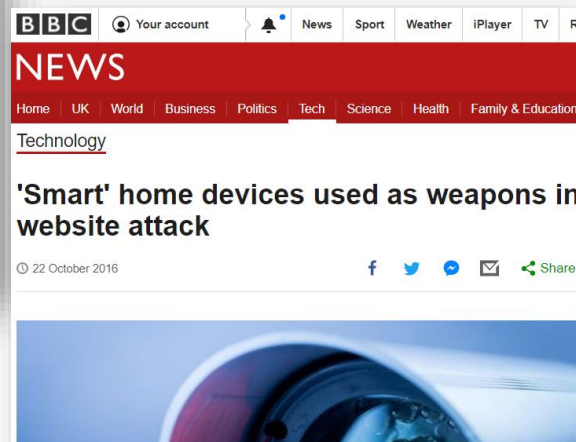 BBC Your account News Sport Weather iPlayer TV
NEWS
Home UK World Business Politics Tech Science Health Family & Education
Technology
'Smart' home devices used as weapons in
website attack
22 October 2016 Share